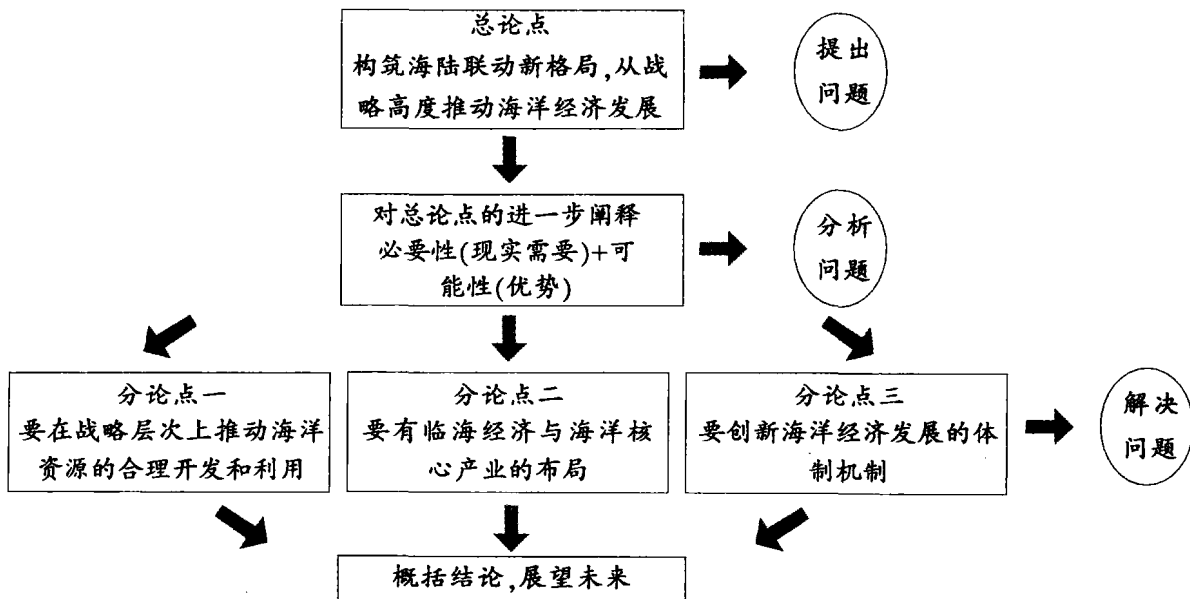 总论点
构筑海陆联动新格局,从战
略高度推动海洋经济发展
提出
问题
对总论点的进一步阐释
必要性(现实需要)+可
能性(优势)
分析
问题
分论点一
要在战略层次上推动海洋
资源的合理开发和利用
分论点二
要有临海经济与海洋核
心产业的布局
分论点三
要创新海洋经济发展的体
制机制
解决
问题
概括结论,展望未来